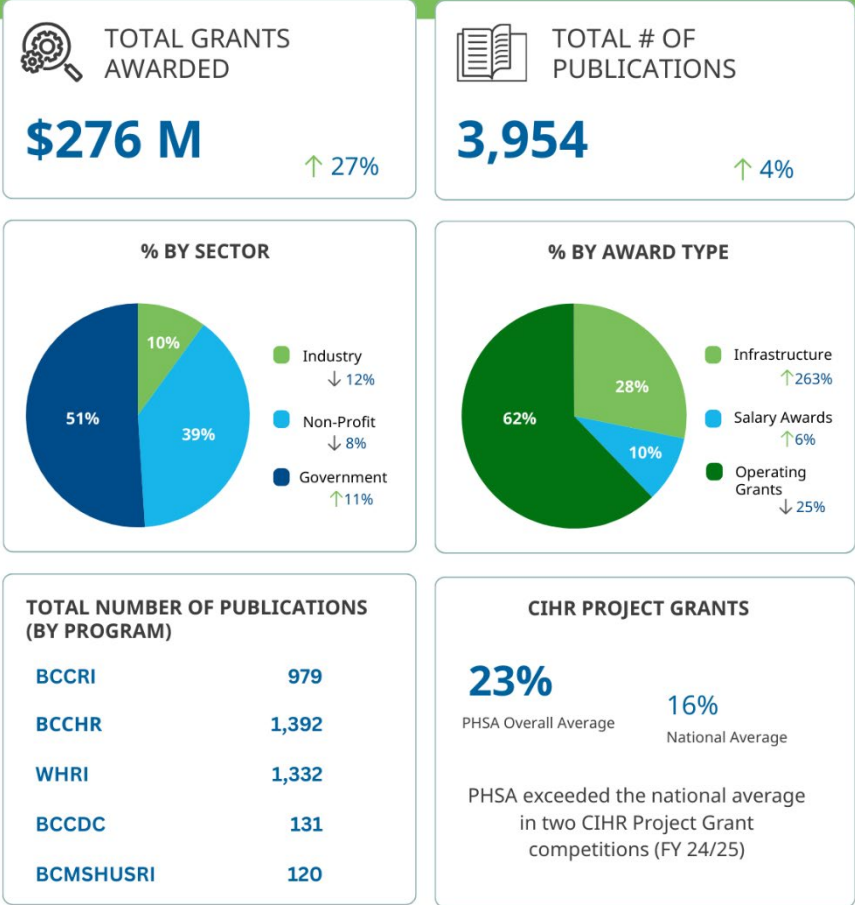 TOTAL GRANTS
AWARDED
$276 M
↑ 27%
TOTAL # OF
PUBLICATIONS
3,954
↑ 4%
% BY SECTOR
10%
39%
51%
Industry
↓ 12%
Non-Profit
↓ 8%
Government
↑11%
% BY AWARD TYPE
28%
10%
62%
Infrastructure
↑263%
Salary Awards
↑6%
Operating
Grants
↓ 25%
TOTAL NUMBER OF PUBLICATIONS
(BY PROGRAM)
BCCRI 979
BCCHR 1,392
WHRI 1,332
BCCDC 131
BCMSHUSRI 120
CIHR PROJECT GRANTS
23%
PHSA Overall Average
16%
National Average
PHSA exceeded the national average
in two CIHR Project Grant
competitions (FY 24/25)